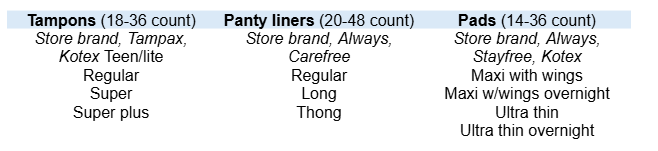 Tampons (18-36 count) Panty liners (20-48 count) Pads (14-36 count)
Store brand, Tampax, Store brand, Always, Store brand, Always,
Kotex Teen/lite Carefree Stayfree, Kotex
Regular Regular Maxi with wings
Super Long Maxi w/wings overnight
Super plus Thong Ultra thin
Ultra thin overnight